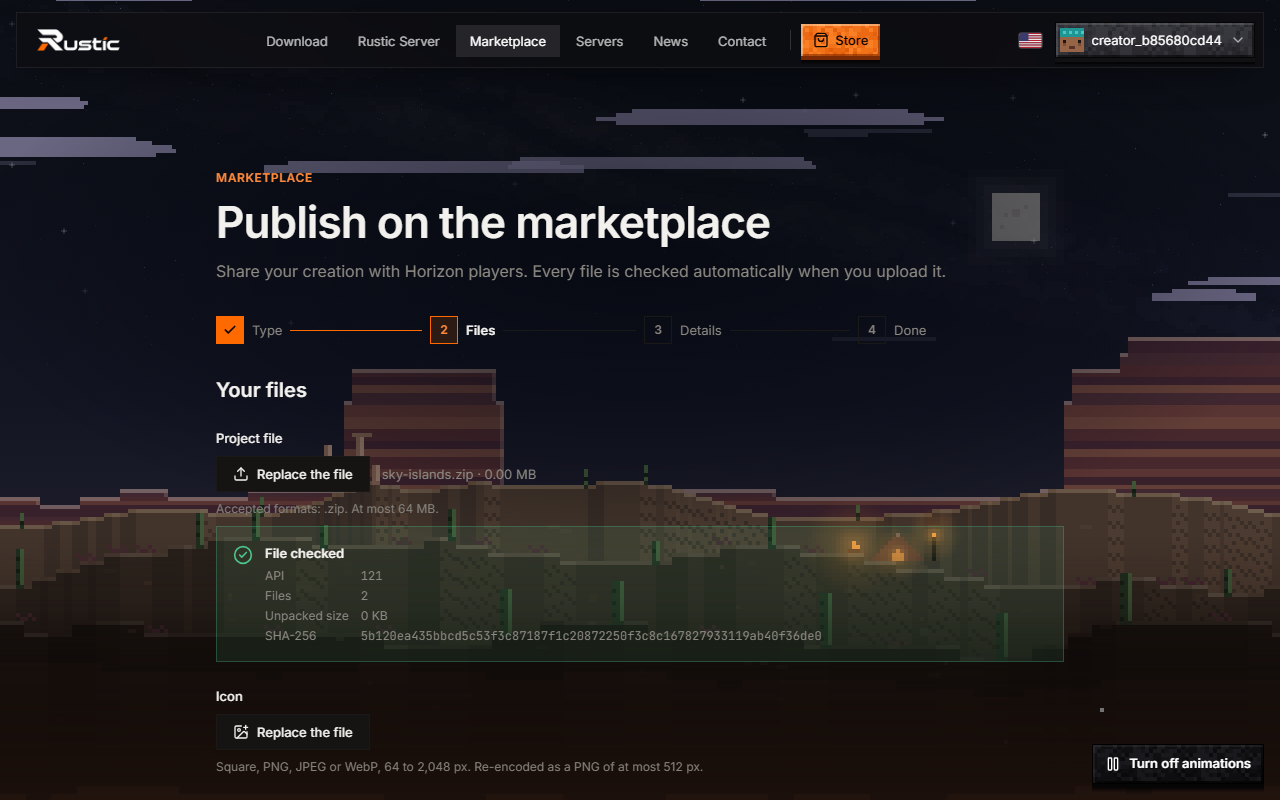 Rustic
Download
Rustic Server
Marketplace
Servers
News
Contact
Store
creator_b85680cd44
MARKETPLACE
Publish on the marketplace
Share your creation with Horizon players. Every file is checked automatically when you upload it.
Type
2 Files
3 Details
4 Done
Your files
Project file
Replace the file sky-islands.zip · 0.00 MB
Accepted formats: .zip. At most 64 MB.
File checked
API 121
Files 2
Unpacked size 0 KB
SHA-256 5b120ea435bbcd5c53f3c87187f1c20872250f3c8c167827933119ab40f36de0
Icon
Replace the file
Square, PNG, JPEG or WebP, 64 to 2,048 px. Re-encoded as a PNG of at most 512 px.
Turn off animations